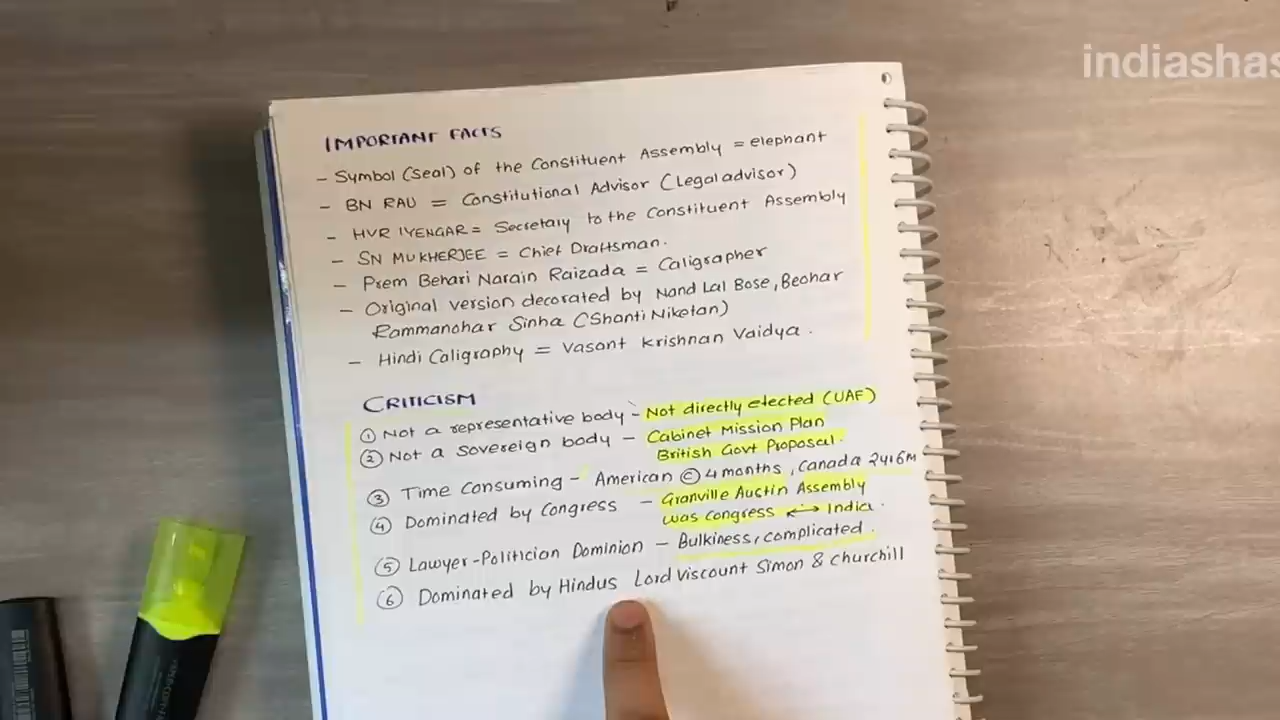 indiashas
IMPORTANT FACTS
- Symbol (Seal) of the Constituent Assembly = elephant
- BN RAU = Constitutional Advisor (Legal advisor)
- HVR IYENGAR = Secretary to the Constituent Assembly
- SN MUKHERJEE = Chief Draftsman.
- Prem Behari Narain Raizada = Caligrapher
- Original version decorated by Nand Lal Bose, Beohar
Rammanohar Sinha (Shanti Niketan)
- Hindi Caligraphy = Vasant Krishnan Vaidya.
CRITICISM
① Not a representative body - Not directly elected (UAF)
② Not a sovereign body - Cabinet Mission Plan
British Govt Proposal.
③ Time Consuming - American © 4 months, Canada 2y16M
④ Dominated by Congress - Granville Austin Assembly
was Congress ↔ India.
⑤ Lawyer-Politician Dominion - Bulkiness, complicated.
⑥ Dominated by Hindus Lord Viscount Simon & Churchill